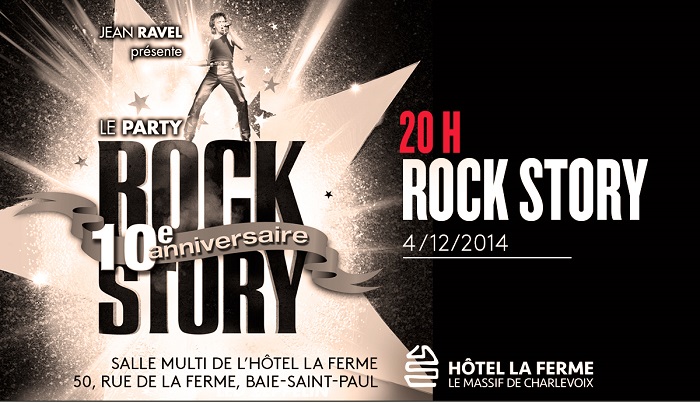 JEAN RAVEL
présente
LE PARTY
ROCK
10e anniversaire
STORY
SALLE MULTI DE L'HÔTEL LA FERME
50, RUE DE LA FERME, BAIE-SAINT-PAUL
20 H
ROCK STORY
4/12/2014
HÔTEL LA FERME
LE MASSIF DE CHARLEVOIX